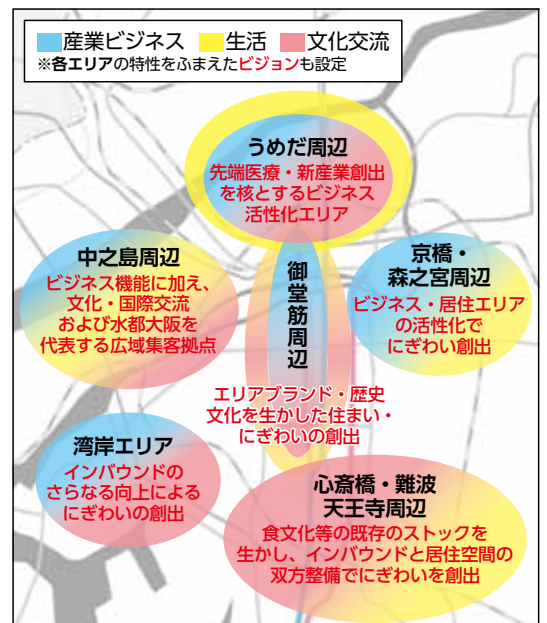 産業ビジネス 生活 文化交流
※各エリアの特性をふまえたビジョンも設定
うめだ周辺
先端医療・新産業創出
を核とするビジネス
活性化エリア
中之島周辺
ビジネス機能に加え、
文化・国際交流
および水都大阪を
代表する広域集客拠点
御堂筋周辺
エリアブランド・歴史
文化を生かした住まい・
にぎわいの創出
京橋・
森之宮周辺
ビジネス・居住エリア
の活性化で
にぎわい創出
湾岸エリア
インバウンドの
さらなる向上による
にぎわいの創出
心斎橋・難波
天王寺周辺
食文化等の既存のストックを
生かし、インバウンドと居住空間の
双方整備でにぎわいを創出